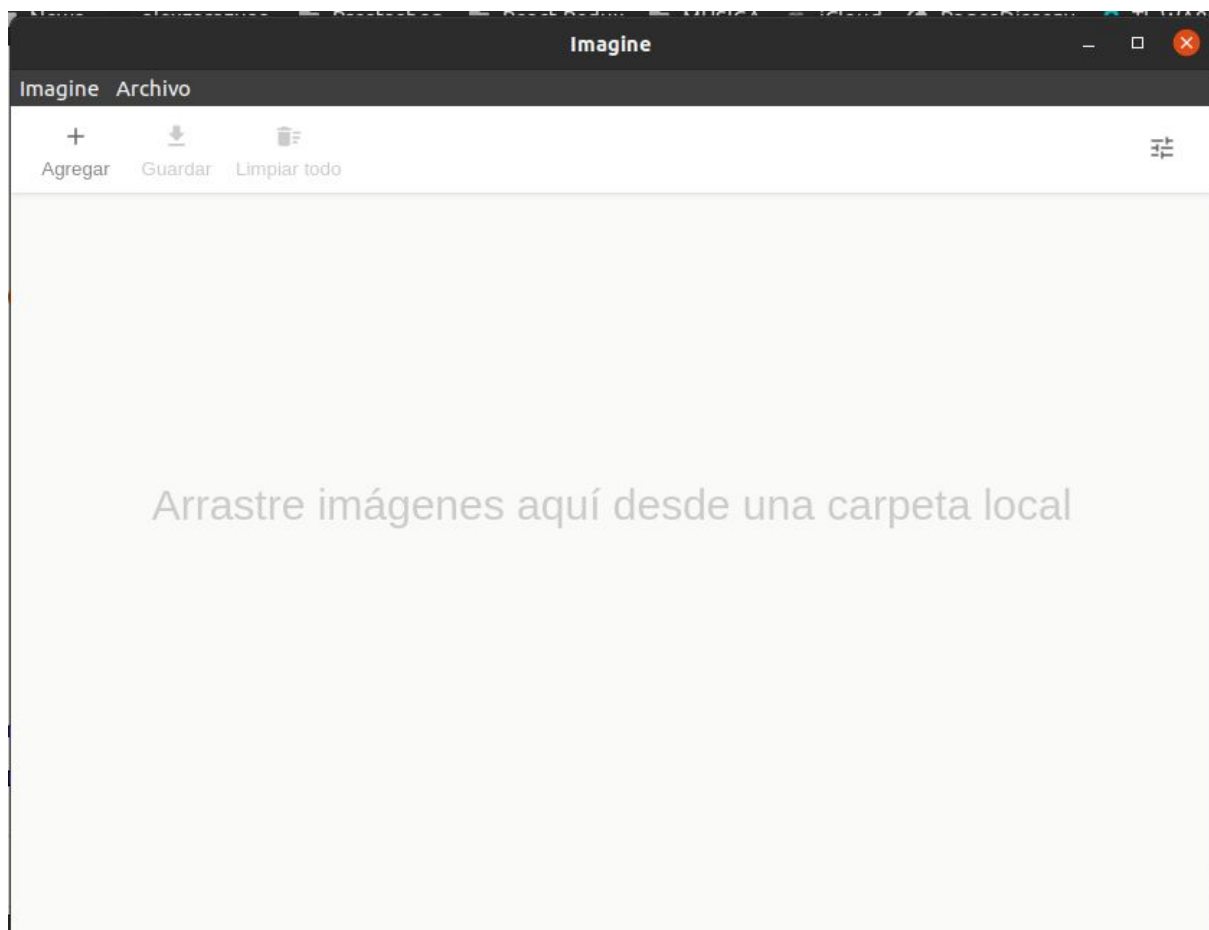 Imagine
Imagine Archivo
Agregar Guardar Limpiar todo
Arrastre imágenes aquí desde una carpeta local